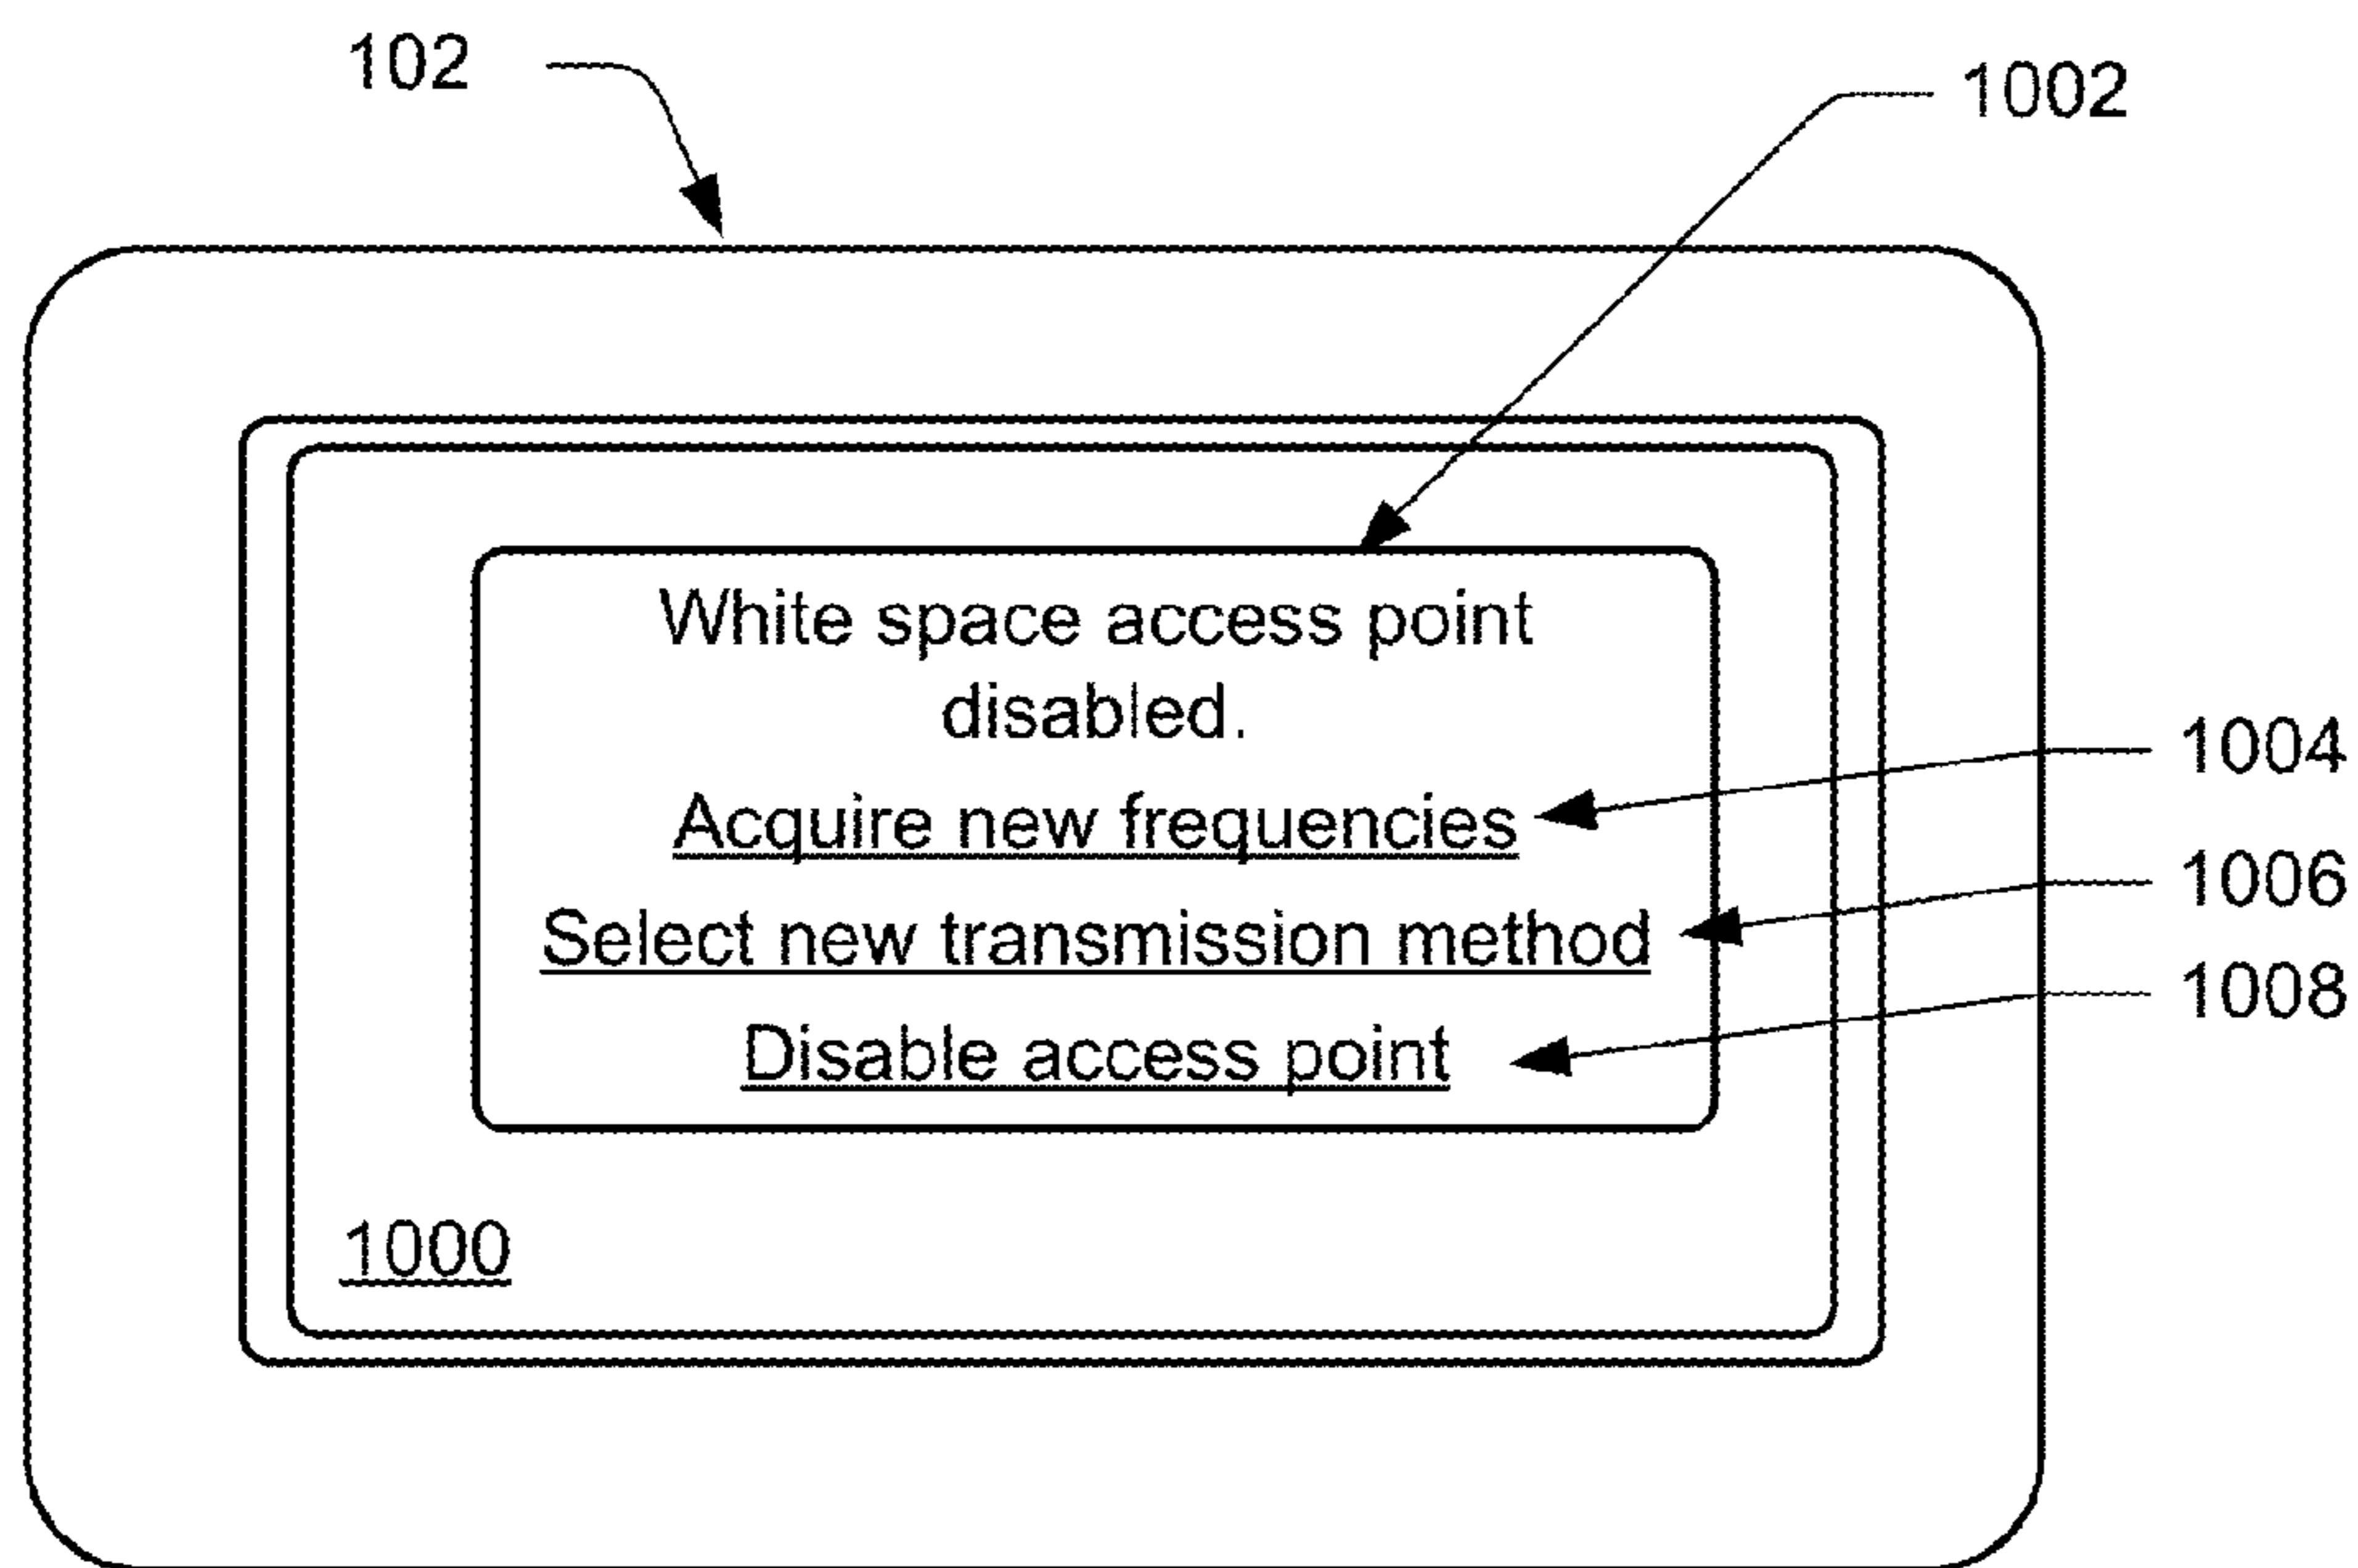 102
1002
White space access point
disabled.
Acquire new frequencies
1004
Select new transmission method
1006
Disable access point
1008
1000